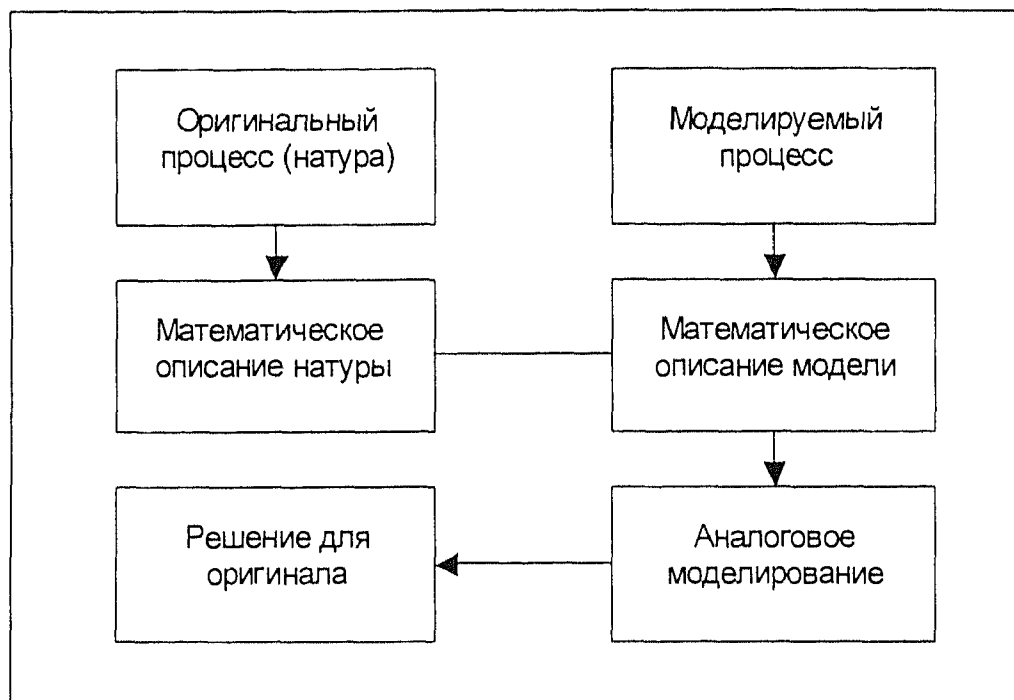 Оригинальный
процесс (натура)
Моделируемый
процесс
Математическое
описание натуры
Математическое
описание модели
Решение для
оригинала
Аналоговое
моделирование